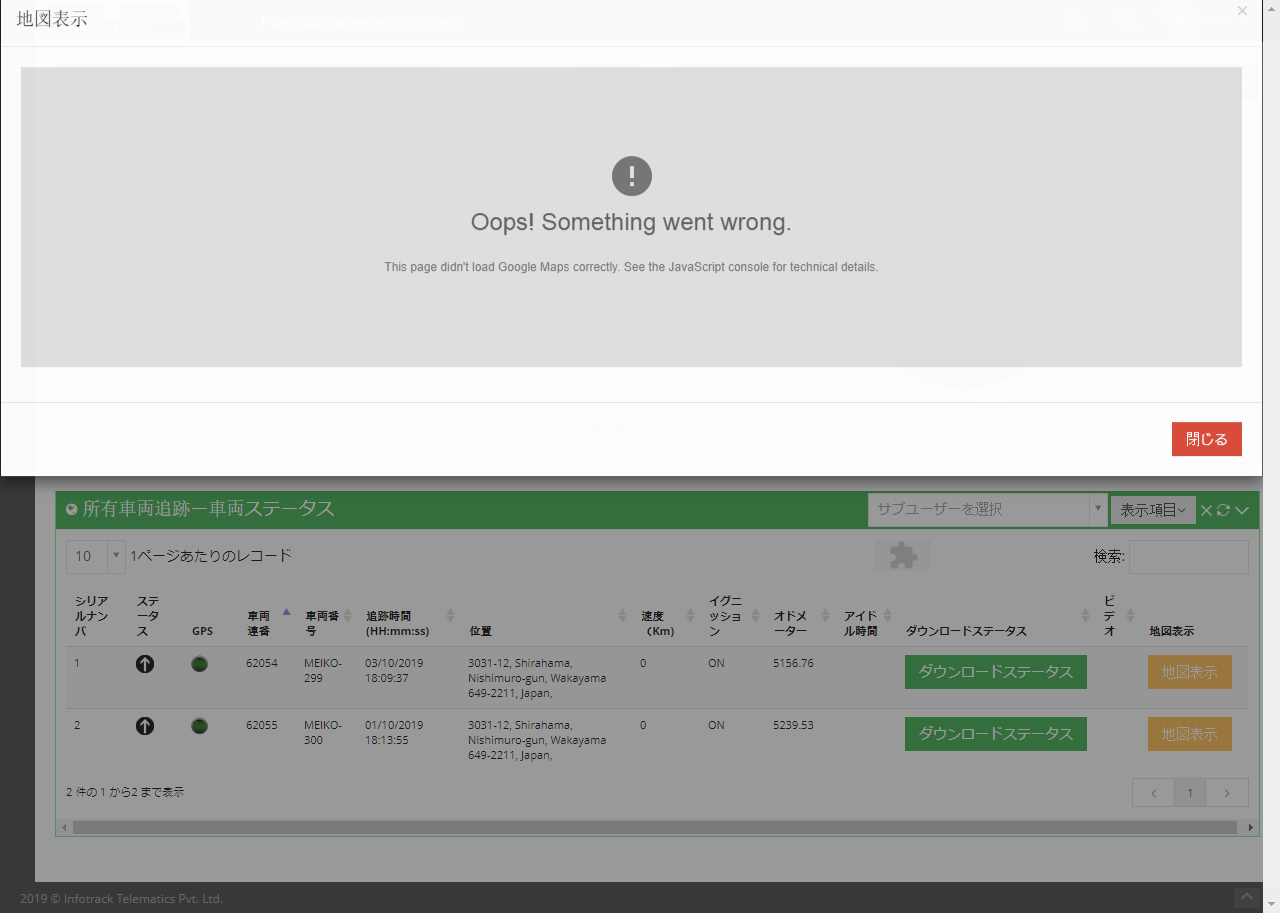 地図表示
Oops! Something went wrong.
This page didn't load Google Maps correctly. See the JavaScript console for technical details.
閉じる
所有車両追跡ー車両ステータス
サブユーザーを選択
表示項目
10
1ページあたりのレコード
検索:
シリアルナンバ
ステータス
GPS
車両連番
車両番号
追跡時間(HH:mm:ss)
位置
速度（Km)
イグニッション
オドメーター
アイドル時間
ダウンロードステータス
ビデオ
地図表示
1
62054
MEIKO-299
03/10/2019 18:09:37
3031-12, Shirahama, Nishimuro-gun, Wakayama 649-2211, Japan,
0
ON
5156.76
ダウンロードステータス
地図表示
2
62055
MEIKO-300
01/10/2019 18:13:55
3031-12, Shirahama, Nishimuro-gun, Wakayama 649-2211, Japan,
0
ON
5239.53
ダウンロードステータス
地図表示
2 件の 1 から2 まで表示
1
2019 © Infotrack Telematics Pvt. Ltd.